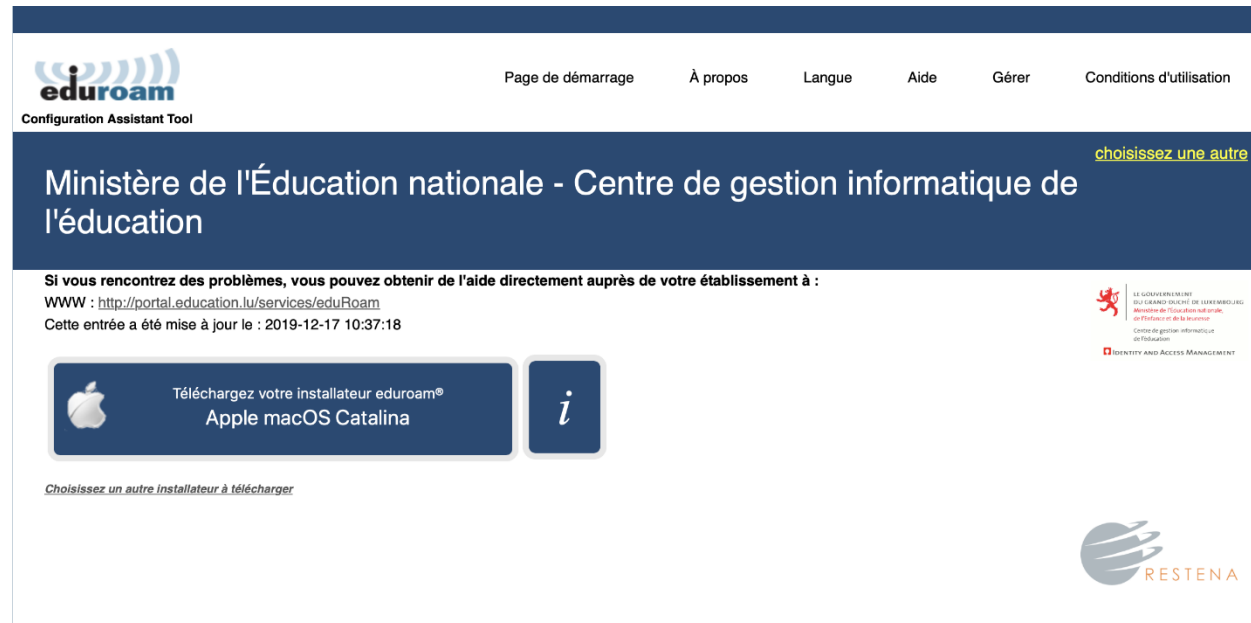 eduroam
Configuration Assistant Tool
Page de démarrage À propos Langue Aide Gérer Conditions d'utilisation
choisissez une autre
Ministère de l'Éducation nationale - Centre de gestion informatique de
l'éducation
Si vous rencontrez des problèmes, vous pouvez obtenir de l'aide directement auprès de votre établissement à :
WWW : http://portal.education.lu/services/eduRoam
Cette entrée a été mise à jour le : 2019-12-17 10:37:18
LE GOUVERNEMENT
DU GRAND-DUCHÉ DE LUXEMBOURG
Ministère de l'Éducation nationale,
de l'Enfance et de la Jeunesse
Centre de gestion informatique
de l'éducation
IDENTITY AND ACCESS MANAGEMENT
Téléchargez votre installateur eduroam®
Apple macOS Catalina
i
Choisissez un autre installateur à télécharger
RESTENA